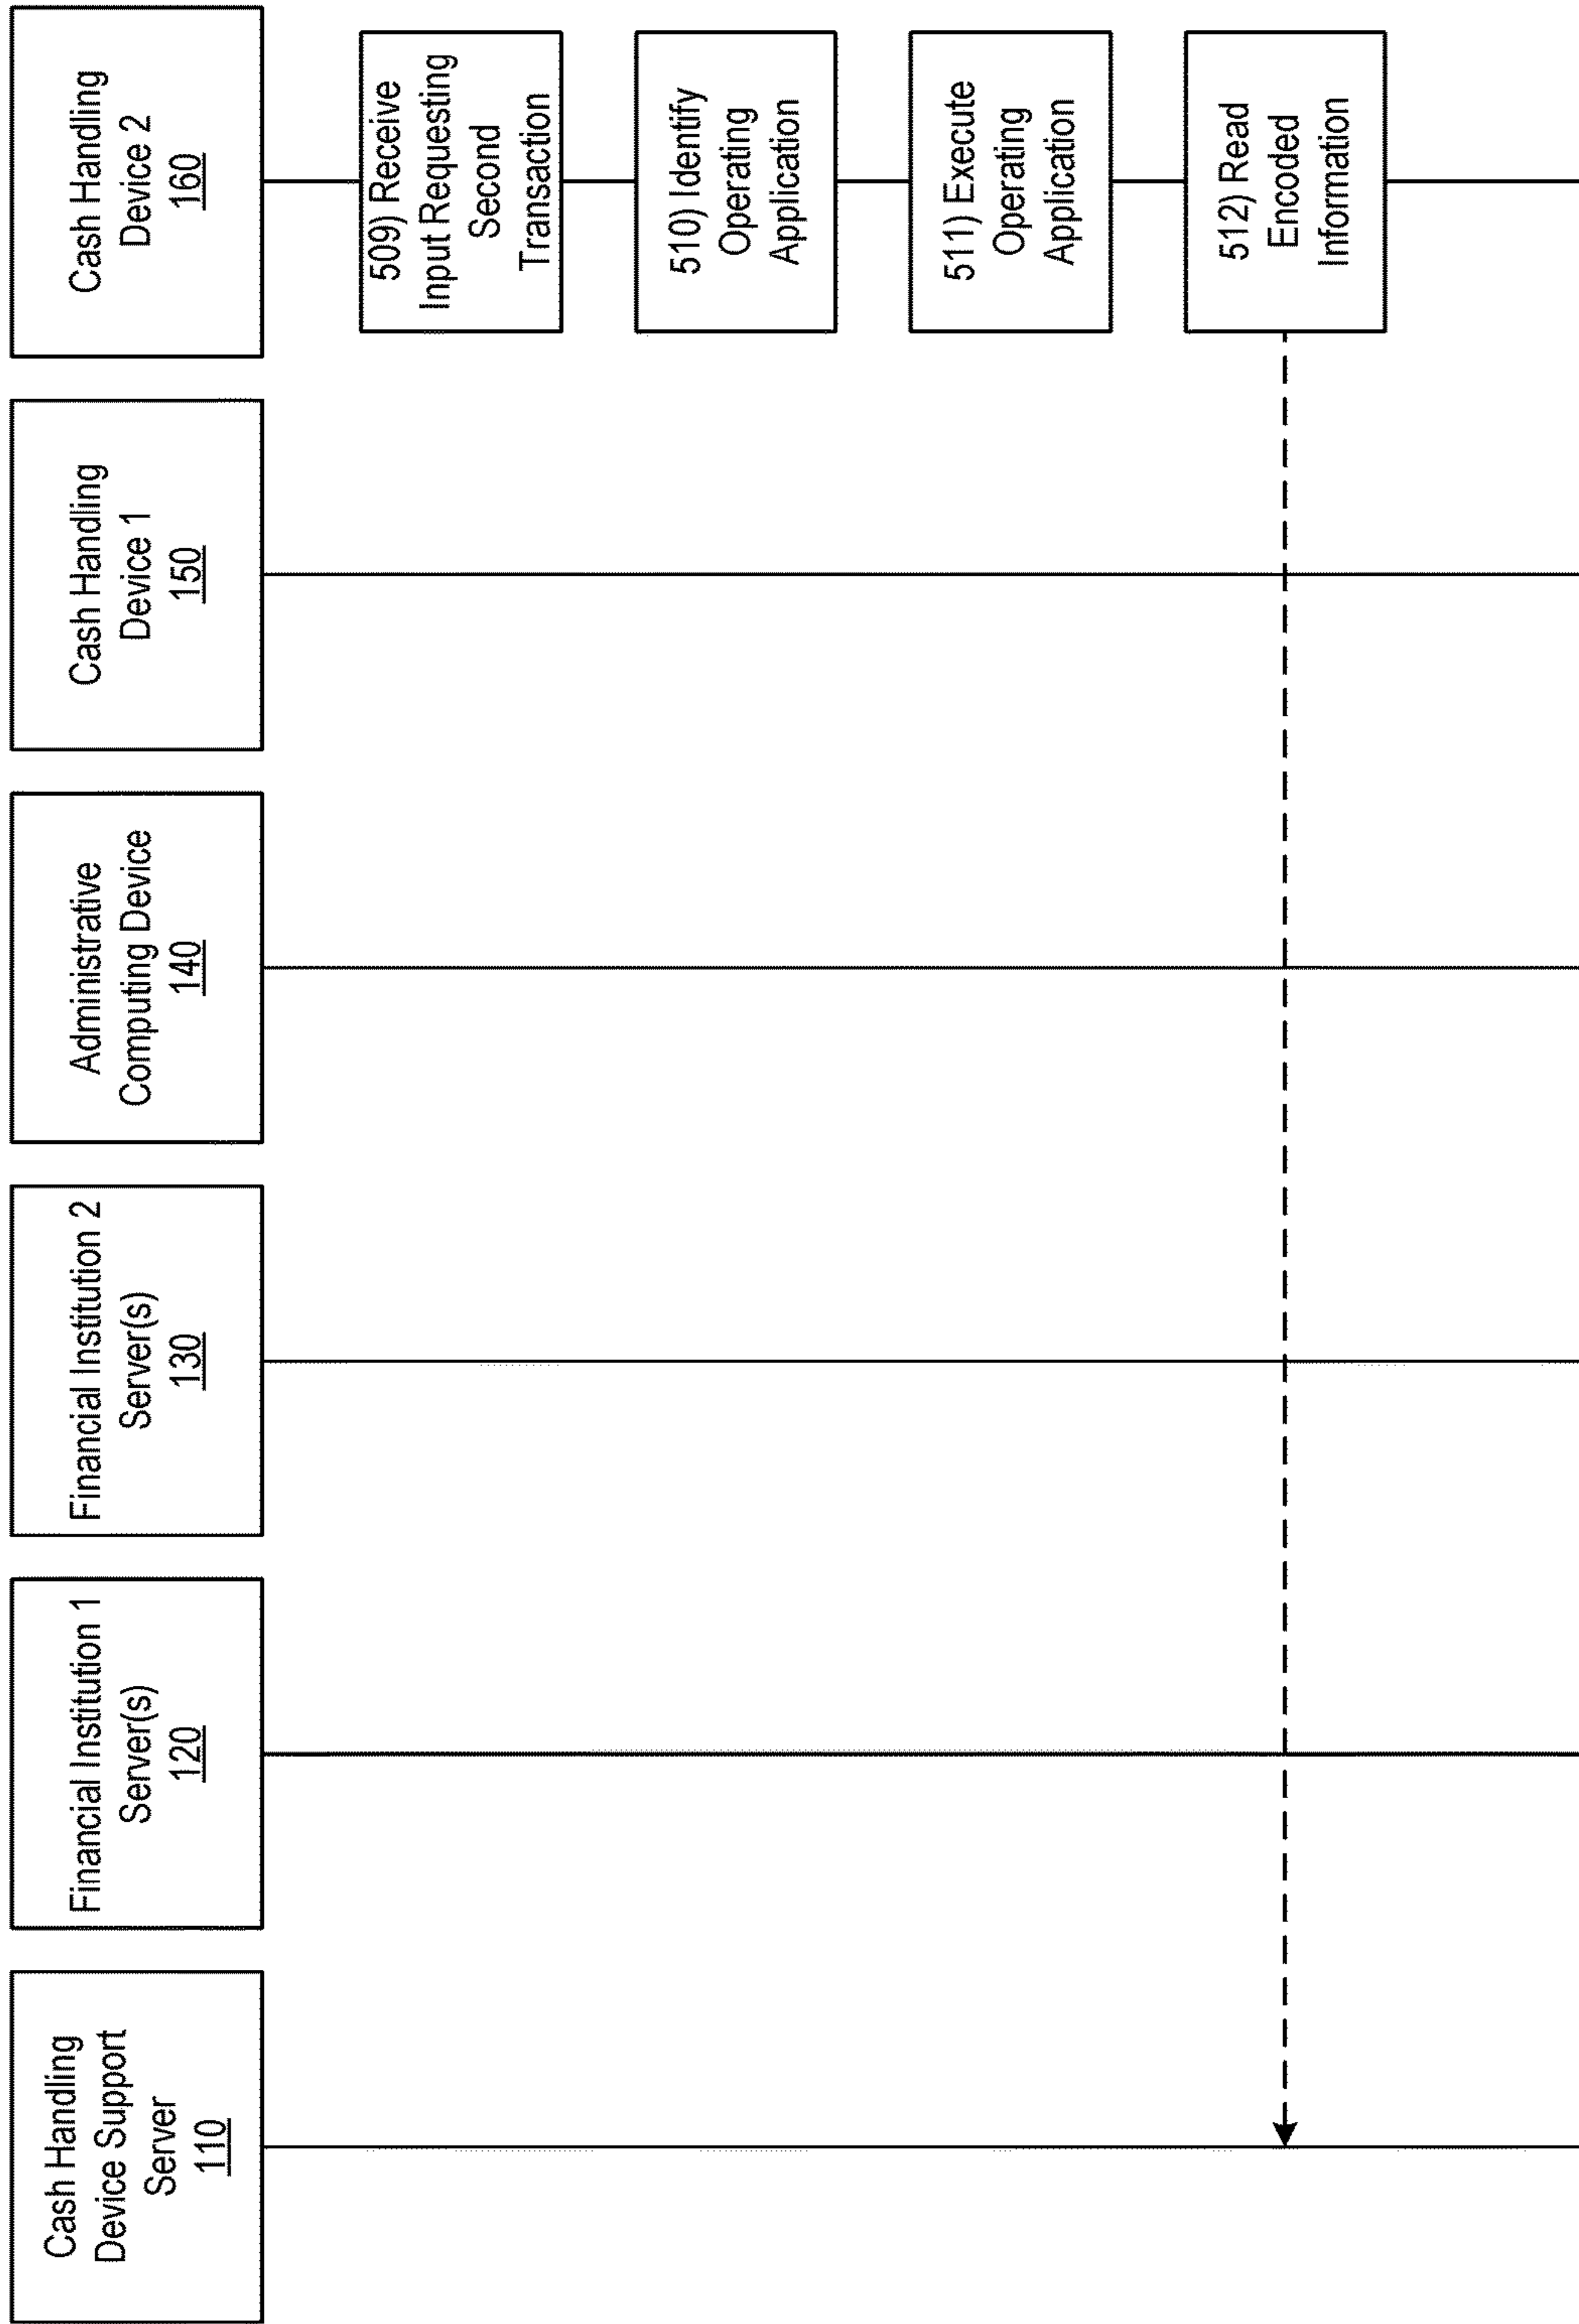 Cash Handling
Device Support
Server
110
Financial Institution 1
Server(s)
120
Financial Institution 2
Server(s)
130
Administrative
Computing Device
140
Cash Handling
Device 1
150
Cash Handling
Device 2
160
509) Receive
Input Requesting
Second
Transaction
510) Identify
Operating
Application
511) Execute
Operating
Application
512) Read
Encoded
Information